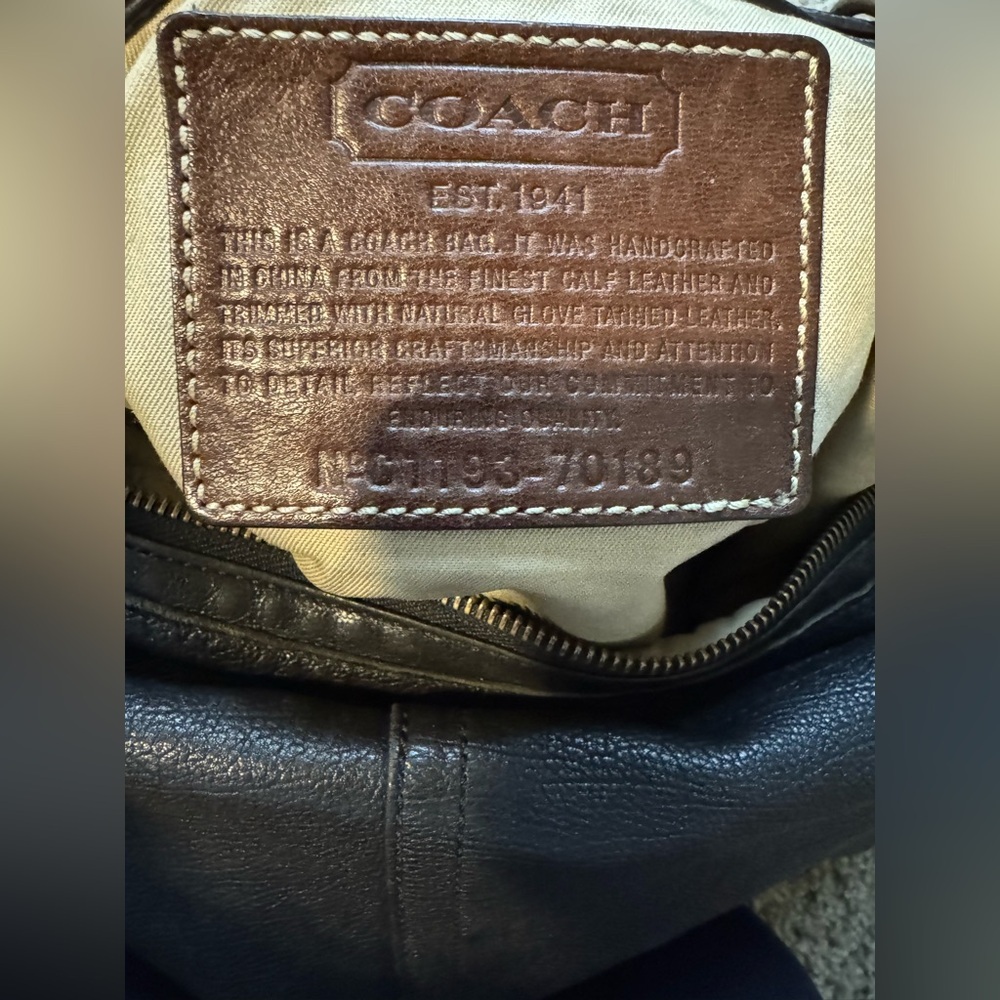 COACH
EST. 1941
THIS IS A COACH BAG. IT WAS HANDCRAFTED
IN CHINA FROM THE FINEST CALF LEATHER AND
TRIMMED WITH NATURAL GLOVE TANNED-LEATHER.
ITS SUPERIOR CRAFTSMANSHIP AND ATTENTION
TO DETAIL REFLECT OUR COMMITMENT TO
ENDURING QUALITY.
Nº G1193-70189